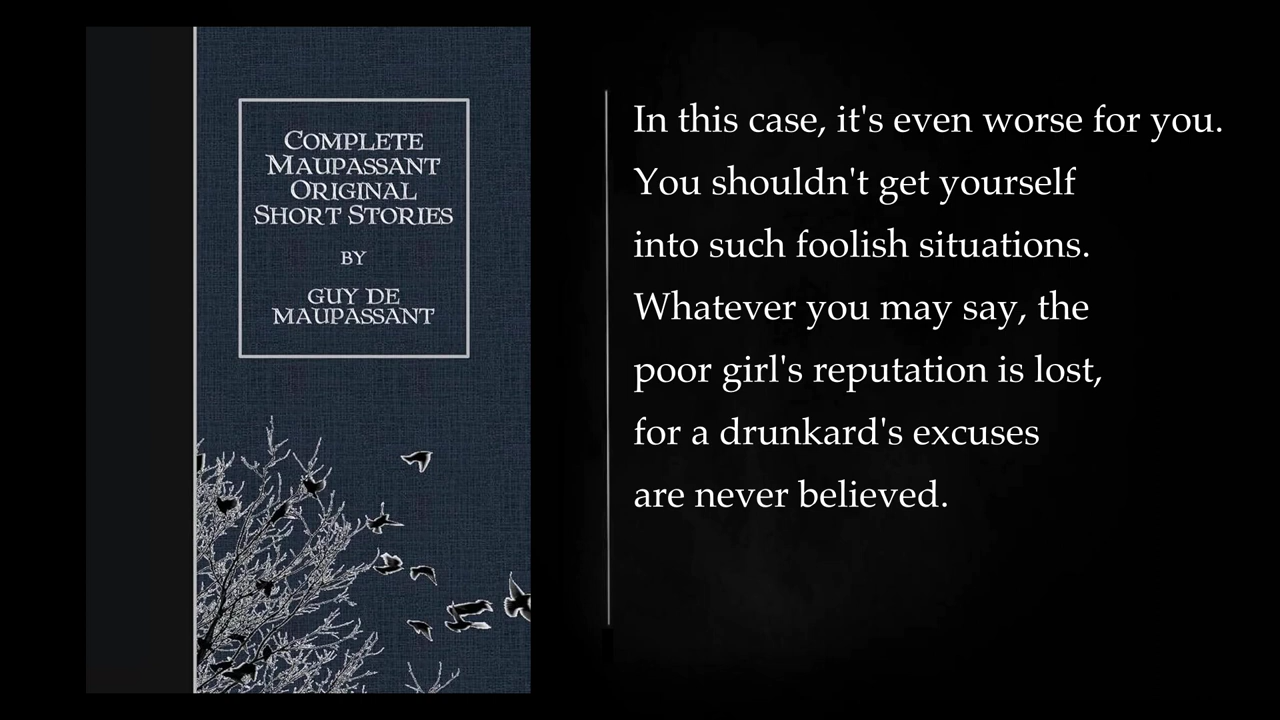 COMPLETE
MAUPASSANT
ORIGINAL
SHORT STORIES
BY
GUY DE
MAUPASSANT
In this case, it's even worse for you.
You shouldn't get yourself
into such foolish situations.
Whatever you may say, the
poor girl's reputation is lost,
for a drunkard's excuses
are never believed.